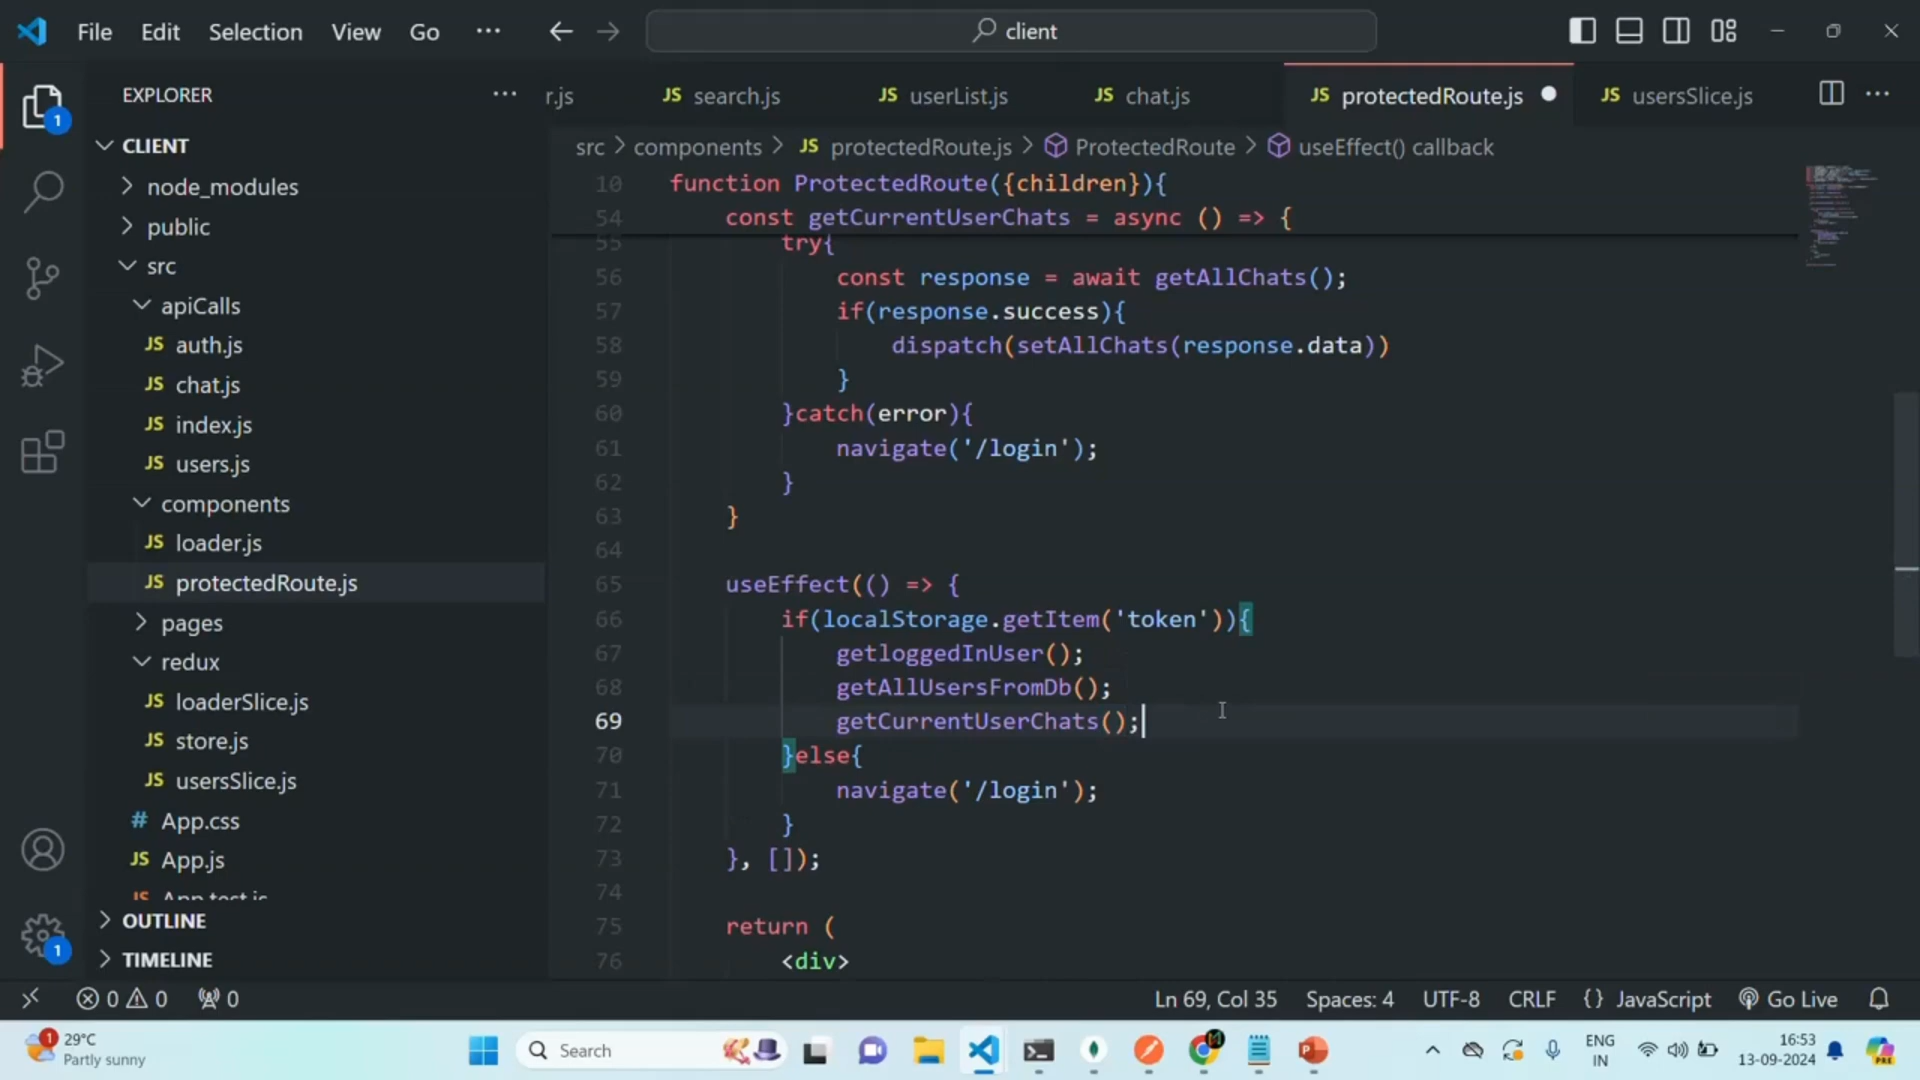 File Edit Selection View Go ··· client
EXPLORER ···
r.js
JS search.js
JS userList.js
JS chat.js
JS protectedRoute.js
JS usersSlice.js
···
src > components > JS protectedRoute.js > ProtectedRoute > useEffect() callback
CLIENT
node_modules
public
src
apiCalls
JS auth.js
JS chat.js
JS index.js
JS users.js
components
JS loader.js
JS protectedRoute.js
pages
redux
JS loaderSlice.js
JS store.js
JS usersSlice.js
# App.css
JS App.js
JS App.test.js
OUTLINE
TIMELINE
1
1
10 function ProtectedRoute({children}){
54 const getCurrentUserChats = async () => {
55 try{
56 const response = await getAllChats();
57 if(response.success){
58 dispatch(setAllChats(response.data))
59 }
60 }catch(error){
61 navigate('/login');
62 }
63 }
64
65 useEffect(() => {
66 if(localStorage.getItem('token')){
67 getloggedInUser();
68 getAllUsersFromDb();
69 getCurrentUserChats();
70 }else{
71 navigate('/login');
72 }
73 }, []);
74
75 return (
76 <div>
0 0 0
Ln 69, Col 35 Spaces: 4 UTF-8 CRLF {} JavaScript Go Live
1 29°C
Partly sunny
Search
PRE
ENG
IN
16:53
13-09-2024